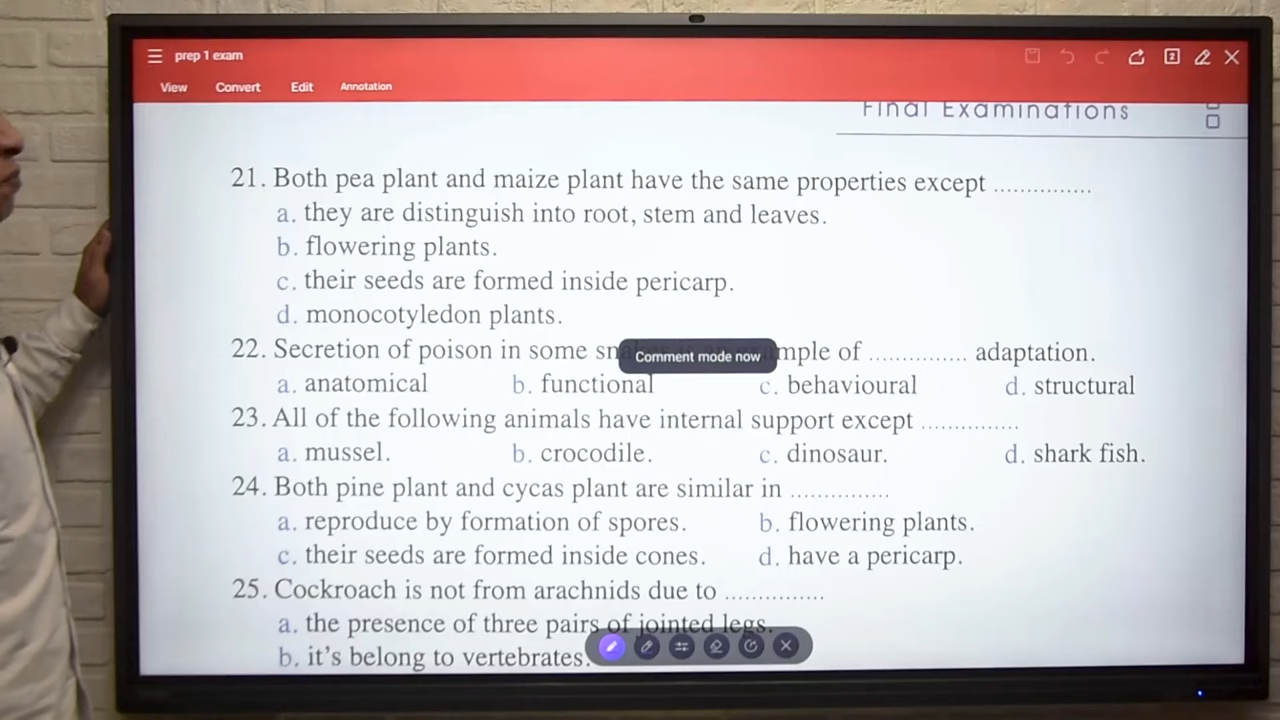 prep 1 exam
View Convert Edit Annotation
Final Examinations
21. Both pea plant and maize plant have the same properties except ...............
a. they are distinguish into root, stem and leaves.
b. flowering plants.
c. their seeds are formed inside pericarp.
d. monocotyledon plants.
22. Secretion of poison in some example of ............... adaptation.
Comment mode now
a. anatomical b. functional c. behavioural d. structural
23. All of the following animals have internal support except ...............
a. mussel. b. crocodile. c. dinosaur. d. shark fish.
24. Both pine plant and cycas plant are similar in ...............
a. reproduce by formation of spores. b. flowering plants.
c. their seeds are formed inside cones. d. have a pericarp.
25. Cockroach is not from arachnids due to ...............
a. the presence of three pairs of jointed legs.
b. it's belong to vertebrates.